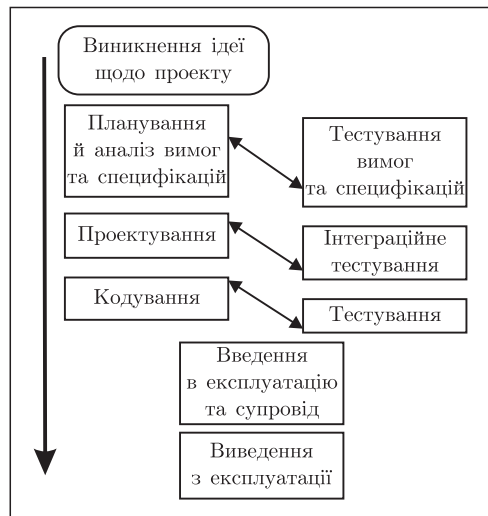 Виникнення ідеї
щодо проекту
Планування
й аналіз вимог
та специфікацій
Тестування
вимог
та специфікацій
Проектування
Інтеграційне
тестування
Кодування
Тестування
Введення
в експлуатацію
та супровід
Виведення
з експлуатації